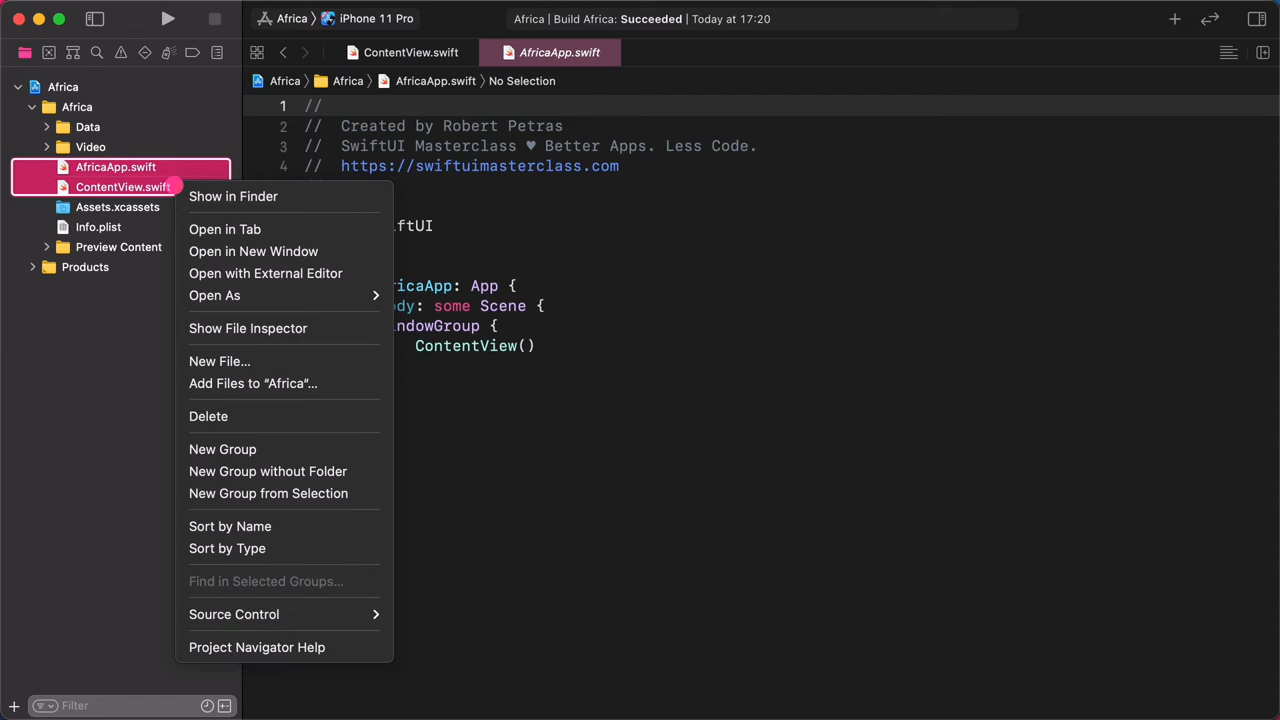 Africa
iPhone 11 Pro
Africa | Build Africa: Succeeded | Today at 17:20
ContentView.swift
AfricaApp.swift
Africa
Africa
AfricaApp.swift
No Selection
Africa
Africa
Data
Video
AfricaApp.swift
ContentView.swift
Assets.xcassets
Info.plist
Preview Content
Products
1 //
2 // Created by Robert Petras
3 // SwiftUI Masterclass ♥ Better Apps. Less Code.
4 // https://swiftuimasterclass.com
ftUI
ricaApp: App {
dy: some Scene {
ndowGroup {
ContentView()
Show in Finder
Open in Tab
Open in New Window
Open with External Editor
Open As
Show File Inspector
New File...
Add Files to “Africa”...
Delete
New Group
New Group without Folder
New Group from Selection
Sort by Name
Sort by Type
Find in Selected Groups...
Source Control
Project Navigator Help
Filter